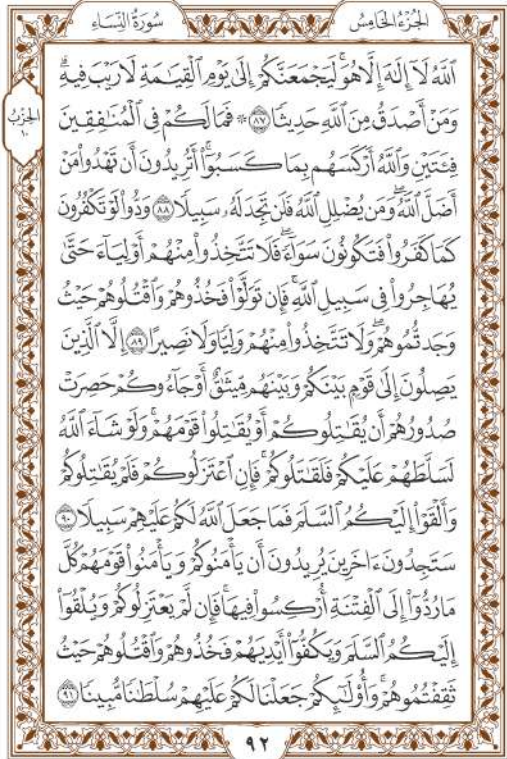 الجُزْءُ الخَامِسُ
سُورَةُ النِّسَاءِ
ٱللَّهُ لَآ إِلَٰهَ إِلَّا هُوَۚ لَيَجْمَعَنَّكُمْ إِلَىٰ يَوْمِ ٱلْقِيَٰمَةِ لَا رَيْبَ فِيهِۗ
وَمَنْ أَصْدَقُ مِنَ ٱللَّهِ حَدِيثًا ٨٧ ۞ فَمَا لَكُمْ فِى ٱلْمُنَٰفِقِينَ
فِئَتَيْنِ وَٱللَّهُ أَرْكَسَهُم بِمَا كَسَبُوٓا۟ۚ أَتُرِيدُونَ أَن تَهْدُوا۟ مَنْ
أَضَلَّ ٱللَّهُۖ وَمَن يُضْلِلِ ٱللَّهُ فَلَن تَجِدَ لَهُۥ سَبِيلًا ٨٨ وَدُّوا۟ لَوْ تَكْفُرُونَ
كَمَا كَفَرُوا۟ فَتَكُونُونَ سَوَآءًۖ فَلَا تَتَّخِذُوا۟ مِنْهُمْ أَوْلِيَآءَ حَتَّىٰ
يُهَاجِرُوا۟ فِى سَبِيلِ ٱللَّهِۚ فَإِن تَوَلَّوْا۟ فَخُذُوهُمْ وَٱقْتُلُوهُمْ حَيْثُ
وَجَدتُّمُوهُمْۖ وَلَا تَتَّخِذُوا۟ مِنْهُمْ وَلِيًّا وَلَا نَصِيرًا ٨٩ إِلَّا ٱلَّذِينَ
يَصِلُونَ إِلَىٰ قَوْمٍۭ بَيْنَكُمْ وَبَيْنَهُم مِّيثَٰقٌ أَوْ جَآءُوكُمْ حَصِرَتْ
صُدُورُهُمْ أَن يُقَٰتِلُوكُمْ أَوْ يُقَٰتِلُوا۟ قَوْمَهُمْۚ وَلَوْ شَآءَ ٱللَّهُ
لَسَلَّطَهُمْ عَلَيْكُمْ فَلَقَٰتَلُوكُمْۚ فَإِنِ ٱعْتَزَلُوكُمْ فَلَمْ يُقَٰتِلُوكُمْ
وَأَلْقَوْا۟ إِلَيْكُمُ ٱلسَّلَمَ فَمَا جَعَلَ ٱللَّهُ لَكُمْ عَلَيْهِمْ سَبِيلًا ٩٠
سَتَجِدُونَ ءَاخَرِينَ يُرِيدُونَ أَن يَأْمَنُوكُمْ وَيَأْمَنُوا۟ قَوْمَهُمْ كُلَّ
مَا رُدُّوٓا۟ إِلَى ٱلْفِتْنَةِ أُرْكِسُوا۟ فِيهَاۚ فَإِن لَّمْ يَعْتَزِلُوكُمْ وَيُلْقُوٓا۟
إِلَيْكُمُ ٱلسَّلَمَ وَيَكُفُّوٓا۟ أَيْدِيَهُمْ فَخُذُوهُمْ وَٱقْتُلُوهُمْ حَيْثُ
ثَقِفْتُمُوهُمْۚ وَأُو۟لَٰٓئِكُمْ جَعَلْنَا لَكُمْ عَلَيْهِمْ سُلْطَٰنًا مُّبِينًا ٩١
الحِزْبُ
١٠
٩٢